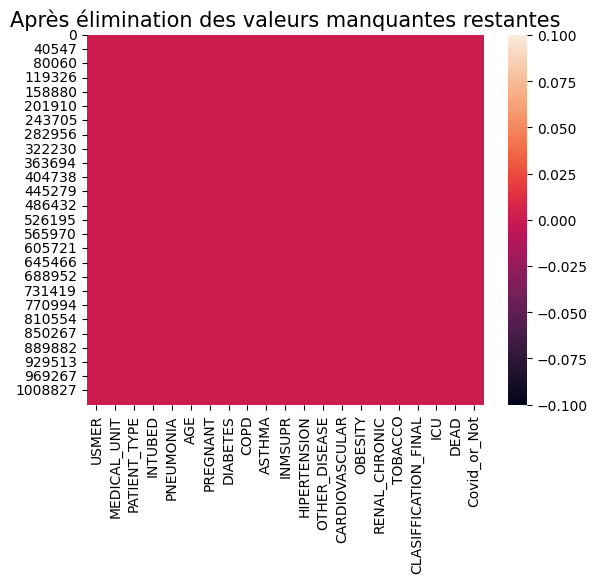 Après élimination des valeurs manquantes restantes
0
40547
80060
119326
158880
201910
243705
282956
322230
363694
404738
445279
486432
526195
565970
605721
645466
688952
731419
770994
810554
850267
889882
929513
969267
1008827
USMER
MEDICAL_UNIT
PATIENT_TYPE
INTUBED
PNEUMONIA
AGE
PREGNANT
DIABETES
COPD
ASTHMA
INMSUPR
HIPERTENSION
OTHER_DISEASE
CARDIOVASCULAR
OBESITY
RENAL_CHRONIC
TOBACCO
CLASIFFICATION_FINAL
ICU
DEAD
Covid_or_Not
0.100
0.075
0.050
0.025
0.000
−0.025
−0.050
−0.075
−0.100